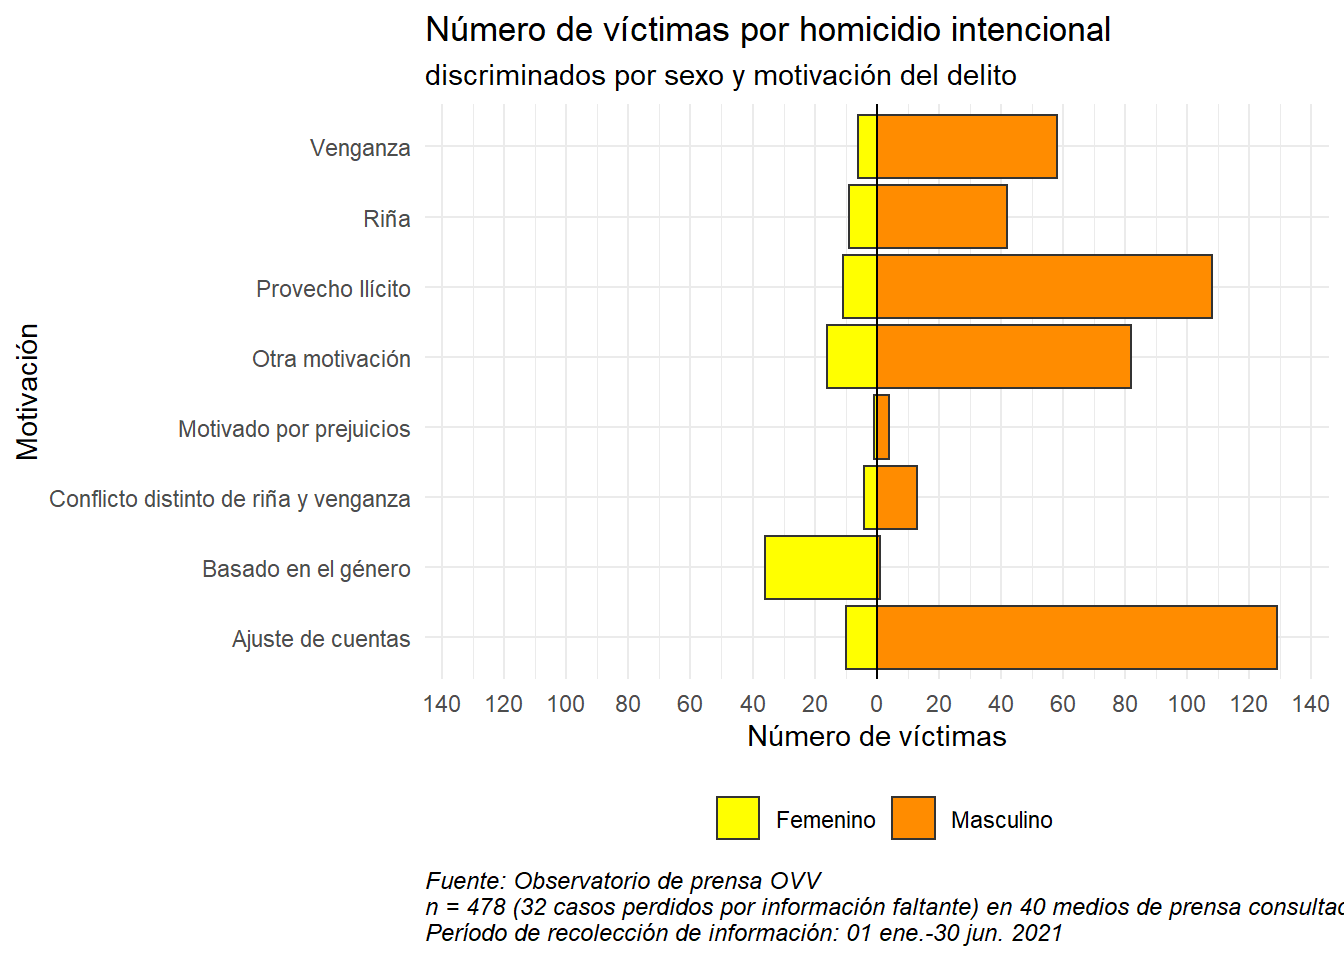 Número de víctimas por homicidio intencional
discriminados por sexo y motivación del delito
Motivación
Venganza
Riña
Provecho Ilícito
Otra motivación
Motivado por prejuicios
Conflicto distinto de riña y venganza
Basado en el género
Ajuste de cuentas
140 120 100 80 60 40 20 0 20 40 60 80 100 120 140
Número de víctimas
Femenino Masculino
Fuente: Observatorio de prensa OVV
n = 478 (32 casos perdidos por información faltante) en 40 medios de prensa
Período de recolección de información: 01 ene.-30 jun. 2021